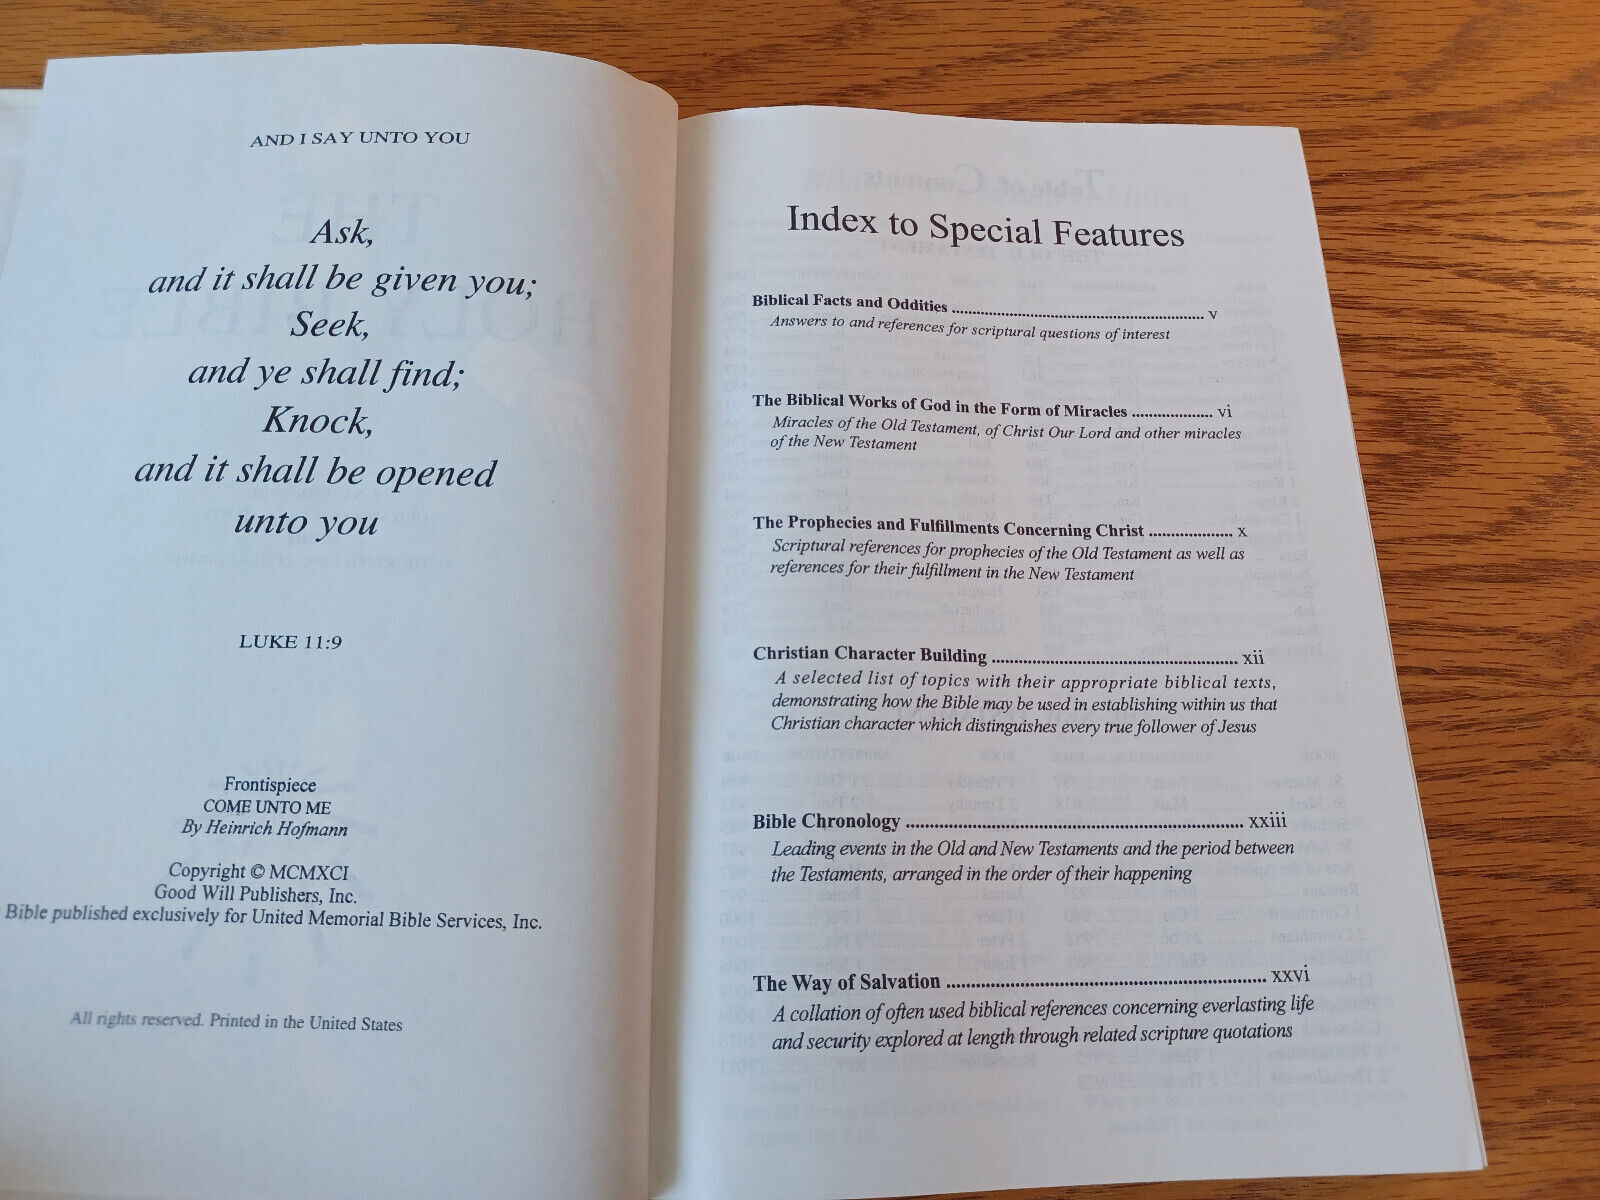 AND I SAY UNTO YOU
Ask,
and it shall be given you;
Seek,
and ye shall find;
Knock,
and it shall be opened
unto you
LUKE 11:9
Frontispiece
COME UNTO ME
By Heinrich Hofmann
Copyright © MCMXCI
Good Will Publishers, Inc.
Bible published exclusively for United Memorial Bible Services, Inc.
All rights reserved. Printed in the United States
Index to Special Features
Biblical Facts and Oddities ........ v
Answers to and references for scriptural questions of interest
The Biblical Works of God in the Form of Miracles ........ vi
Miracles of the Old Testament, of Christ Our Lord and other miracles
of the New Testament
The Prophecies and Fulfillments Concerning Christ ........ x
Scriptural references for prophecies of the Old Testament as well as
references for their fulfillment in the New Testament
Christian Character Building ........ xii
A selected list of topics with their appropriate biblical texts,
demonstrating how the Bible may be used in establishing within us that
Christian character which distinguishes every true follower of Jesus
Bible Chronology ........ xxiii
Leading events in the Old and New Testaments and the period between
the Testaments, arranged in the order of their happening
The Way of Salvation ........ xxvi
A collation of often used biblical references concerning everlasting life
and security explored at length through related scripture quotations